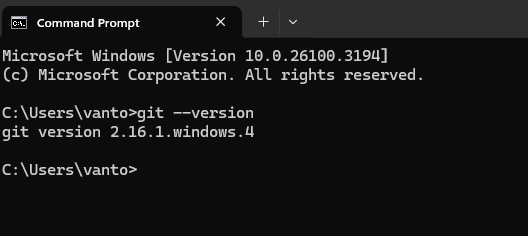 Command Prompt
Microsoft Windows [Version 10.0.26100.3194]
(c) Microsoft Corporation. All rights reserved.
C:\Users\vanto>git --version
git version 2.16.1.windows.4
C:\Users\vanto>